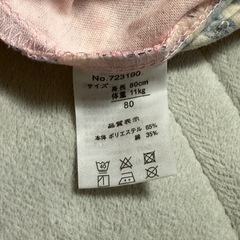 No.723190
サイズ 身長 80cm
体重 11kg
80
品質表示
本体 ポリエステル 65%
綿 35%
40